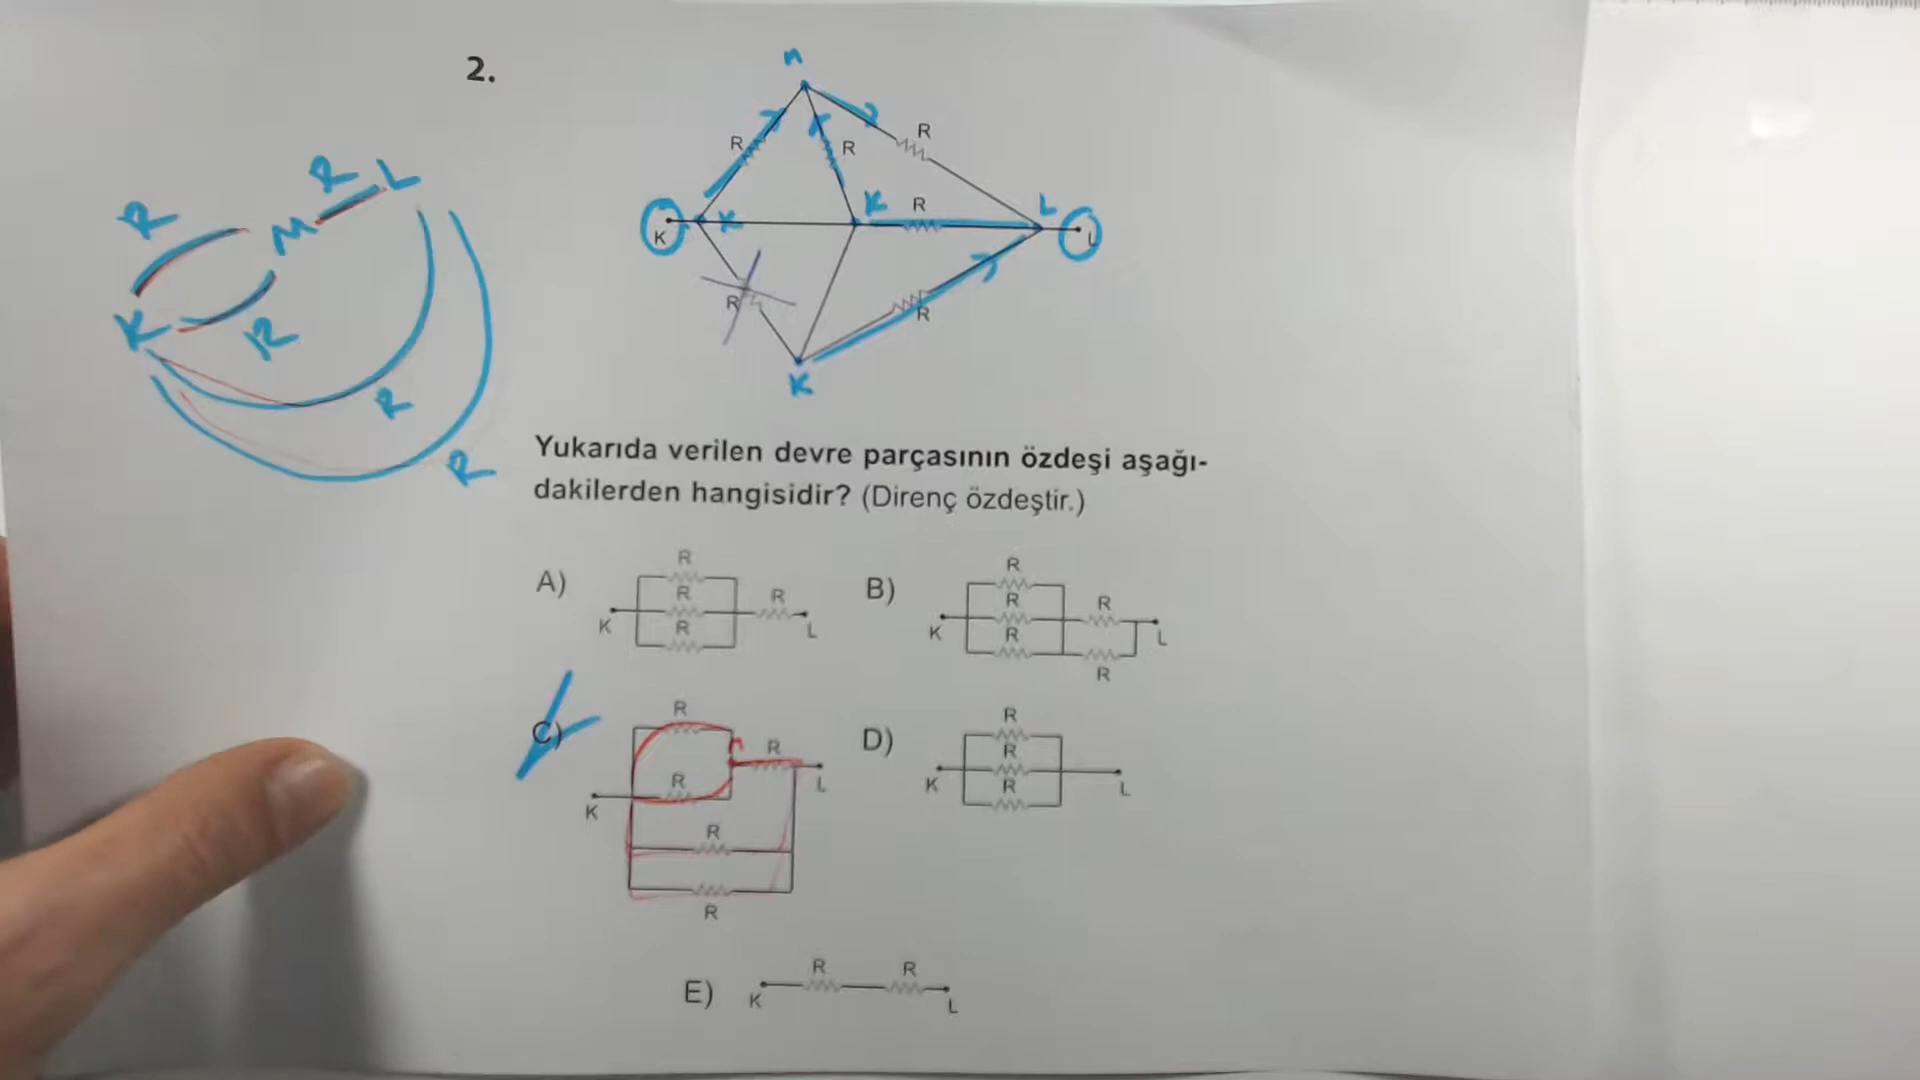 2.
M
R
R
R
K
K
K
R
L
L
R
R
K
R
R L
M
K
R
R
R
Yukarıda verilen devre parçasının özdeşi aşağı-
dakilerden hangisidir? (Direnç özdeştir.)
A)
R
R
R
R
K
L
B)
R
R
R
R
R
K
L
C)
R
R
n
R
R
R
K
L
D)
R
R
R
K
L
E)
R R
K
L